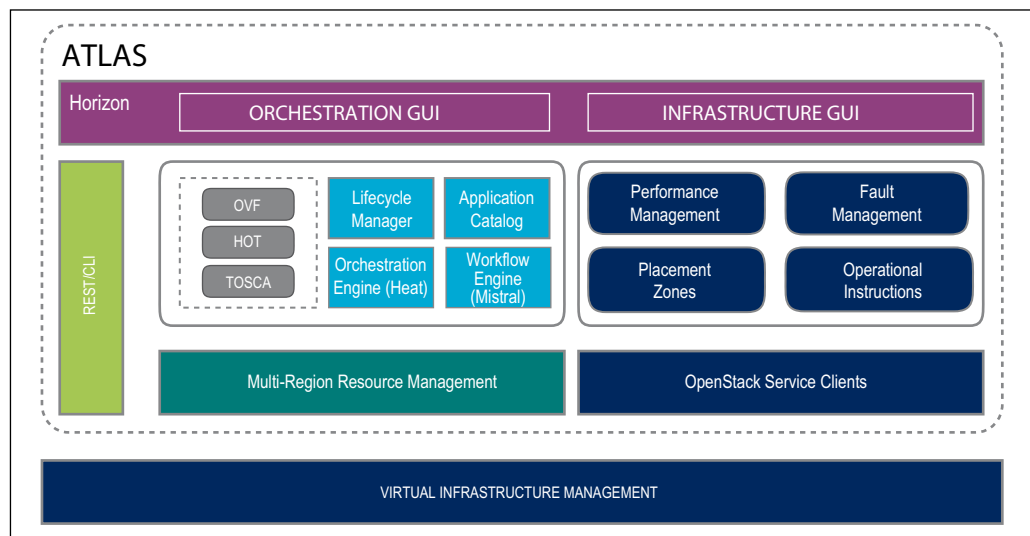 ATLAS
Horizon
ORCHESTRATION GUI
INFRASTRUCTURE GUI
REST/CLI
OVF
HOT
TOSCA
Lifecycle
Manager
Application
Catalog
Orchestration
Engine (Heat)
Workflow
Engine
(Mistral)
Performance
Management
Fault
Management
Placement
Zones
Operational
Instructions
Multi-Region Resource Management
OpenStack Service Clients
VIRTUAL INFRASTRUCTURE MANAGEMENT